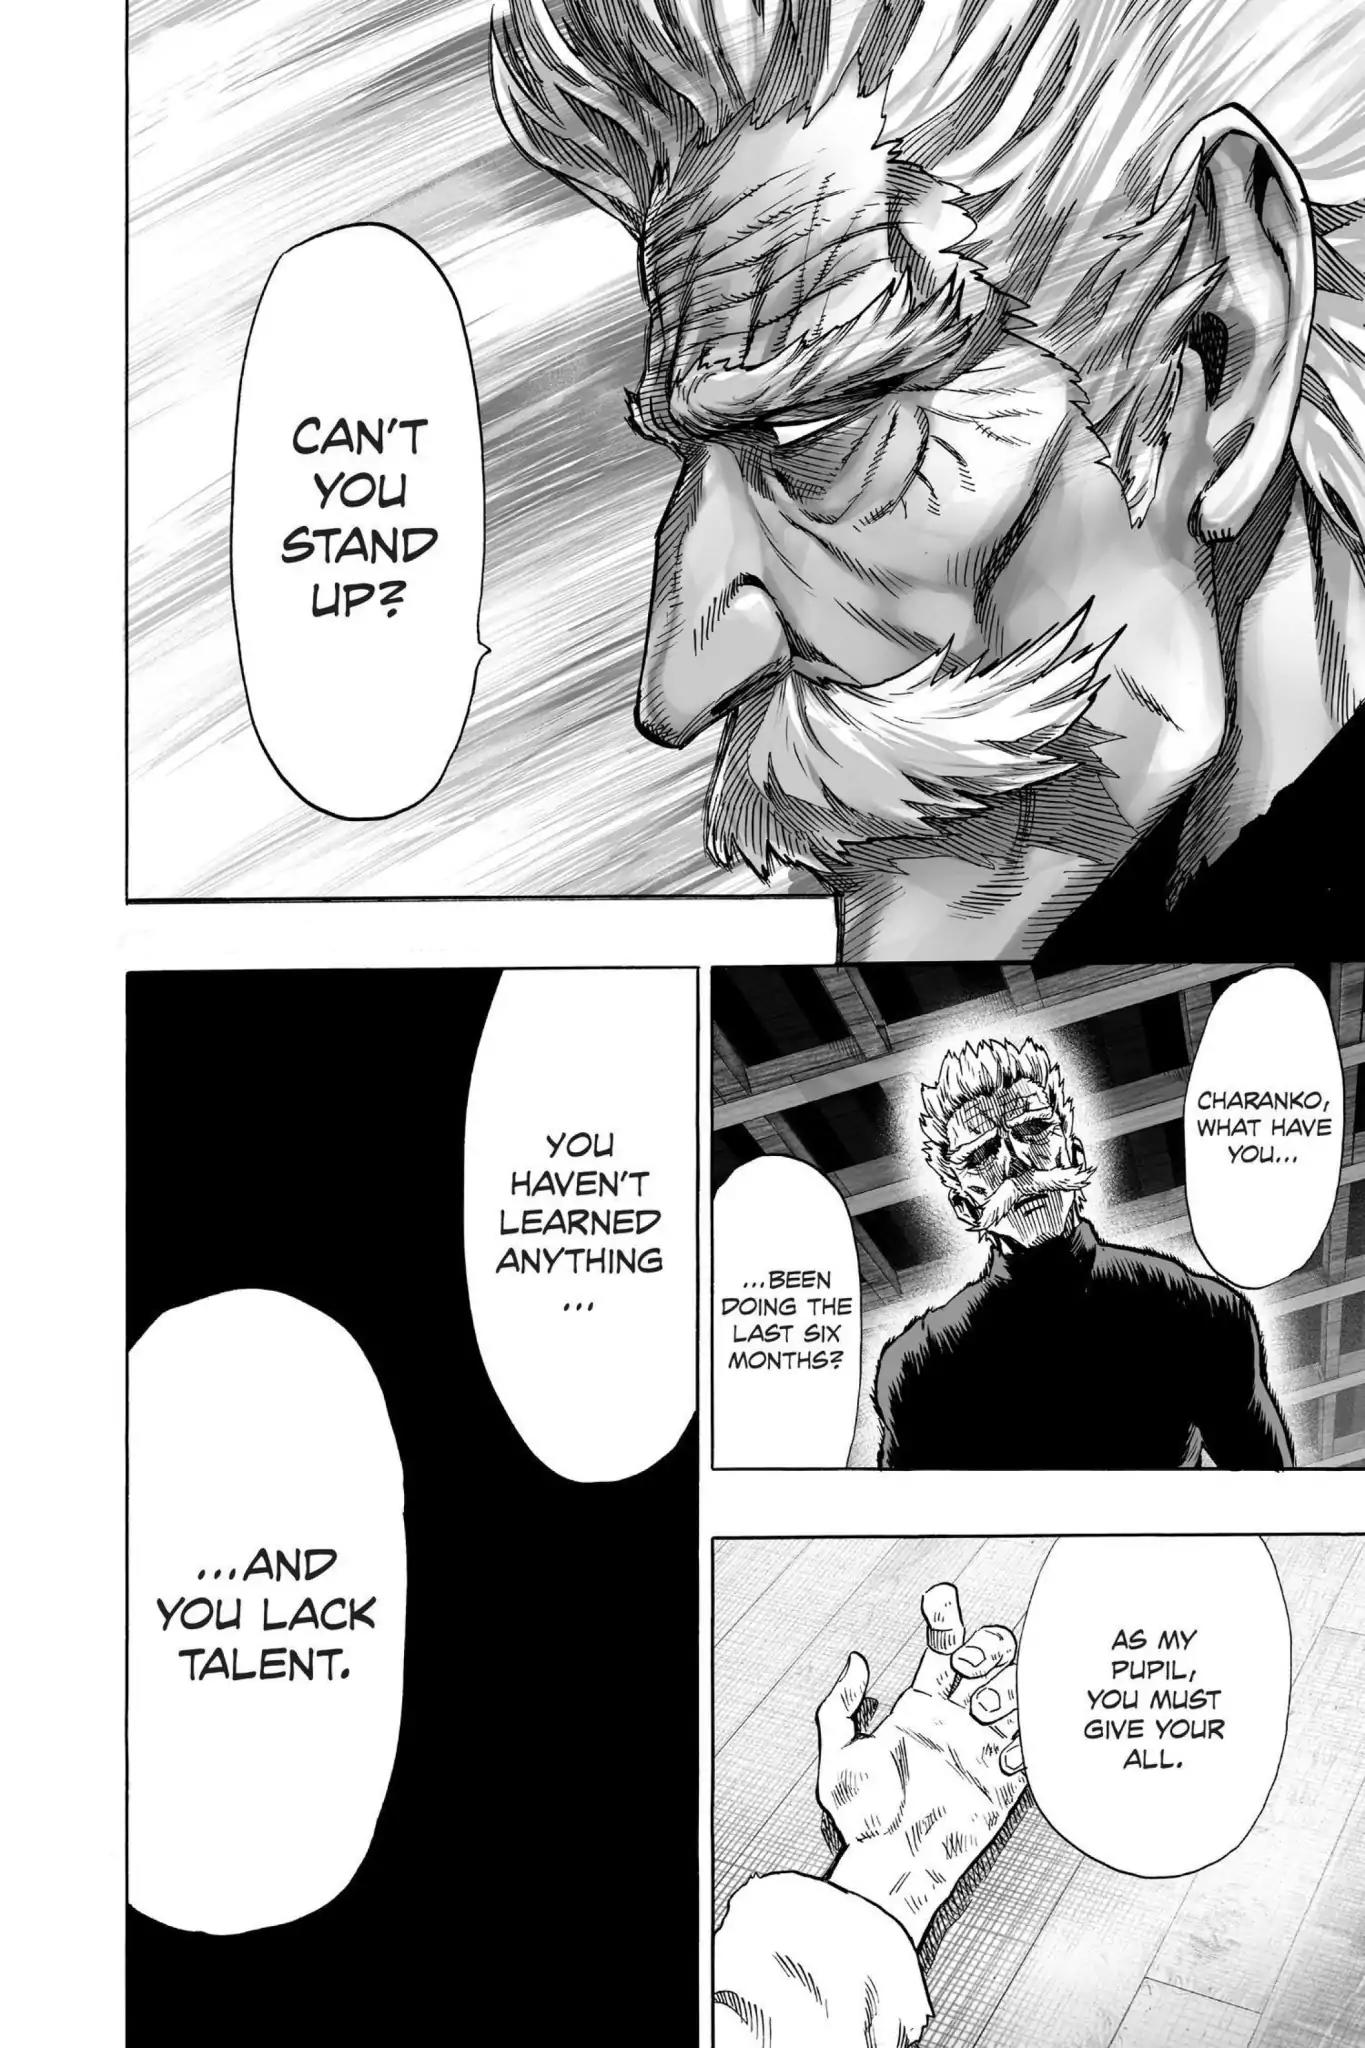 CAN'T
YOU
STAND
UP?
CHARANKO,
WHAT HAVE
YOU...
...BEEN
DOING THE
LAST SIX
MONTHS?
AS MY
PUPIL,
YOU MUST
GIVE YOUR
ALL.
YOU
HAVEN'T
LEARNED
ANYTHING
...
...AND
YOU LACK
TALENT.